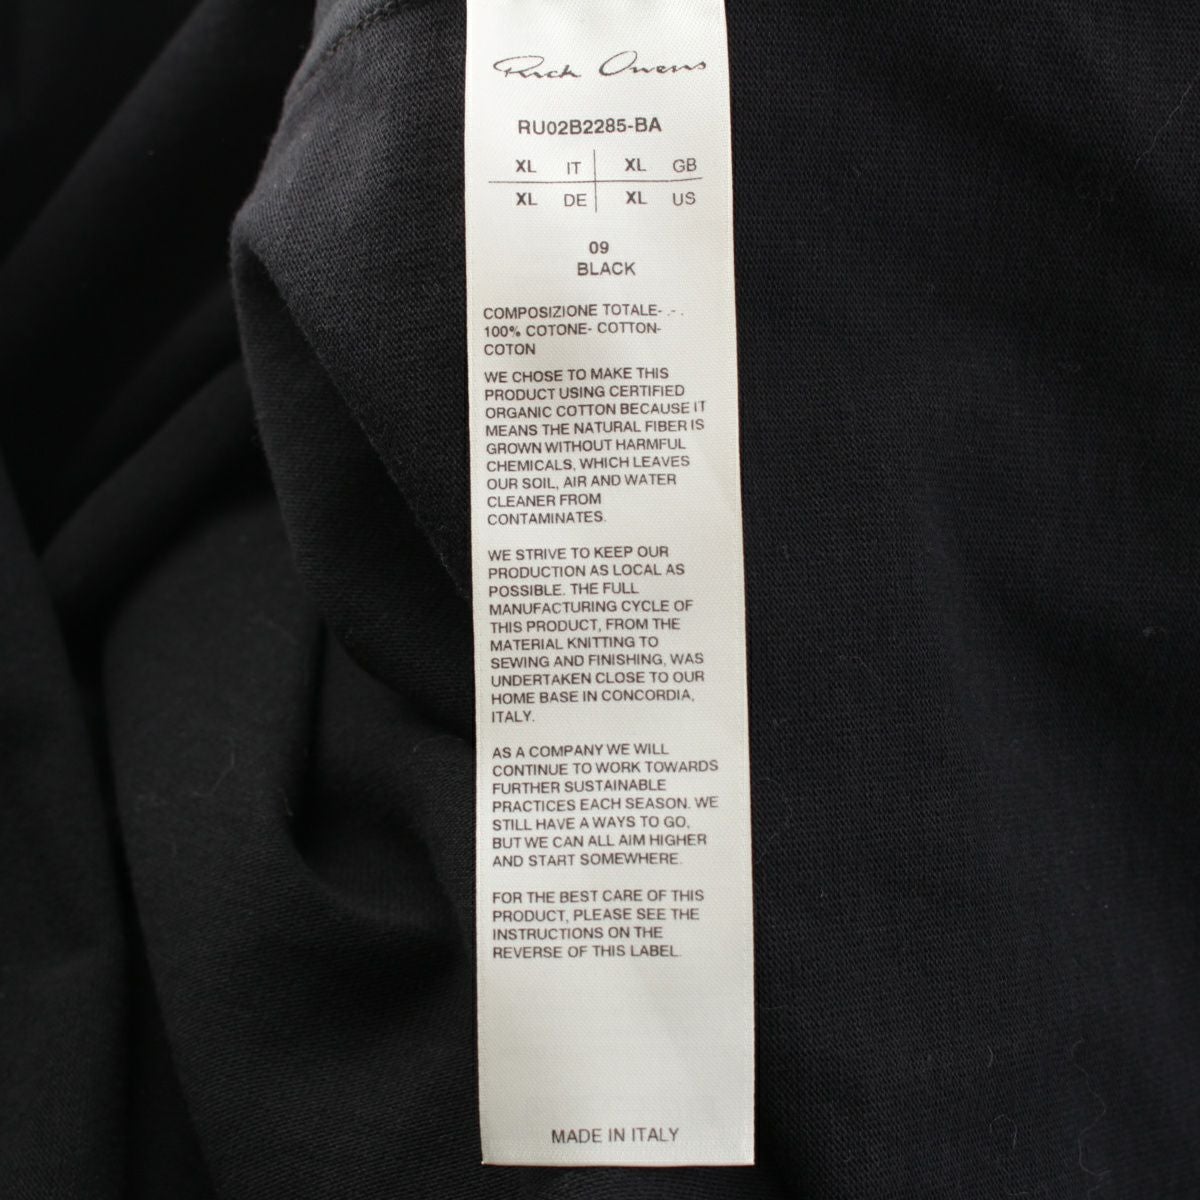 Rick Owens
RU02B2285-BA
XL IT XL GB
XL DE XL US
09
BLACK
COMPOSIZIONE TOTALE- .- .
100% COTONE- COTTON-
COTON
WE CHOSE TO MAKE THIS
PRODUCT USING CERTIFIED
ORGANIC COTTON BECAUSE IT
MEANS THE NATURAL FIBER IS
GROWN WITHOUT HARMFUL
CHEMICALS, WHICH LEAVES
OUR SOIL, AIR AND WATER
CLEANER FROM
CONTAMINATES.
WE STRIVE TO KEEP OUR
PRODUCTION AS LOCAL AS
POSSIBLE. THE FULL
MANUFACTURING CYCLE OF
THIS PRODUCT, FROM THE
MATERIAL KNITTING TO
SEWING AND FINISHING, WAS
UNDERTAKEN CLOSE TO OUR
HOME BASE IN CONCORDIA,
ITALY.
AS A COMPANY WE WILL
CONTINUE TO WORK TOWARDS
FURTHER SUSTAINABLE
PRACTICES EACH SEASON. WE
STILL HAVE A WAYS TO GO,
BUT WE CAN ALL AIM HIGHER
AND START SOMEWHERE.
FOR THE BEST CARE OF THIS
PRODUCT, PLEASE SEE THE
INSTRUCTIONS ON THE
REVERSE OF THIS LABEL.
MADE IN ITALY